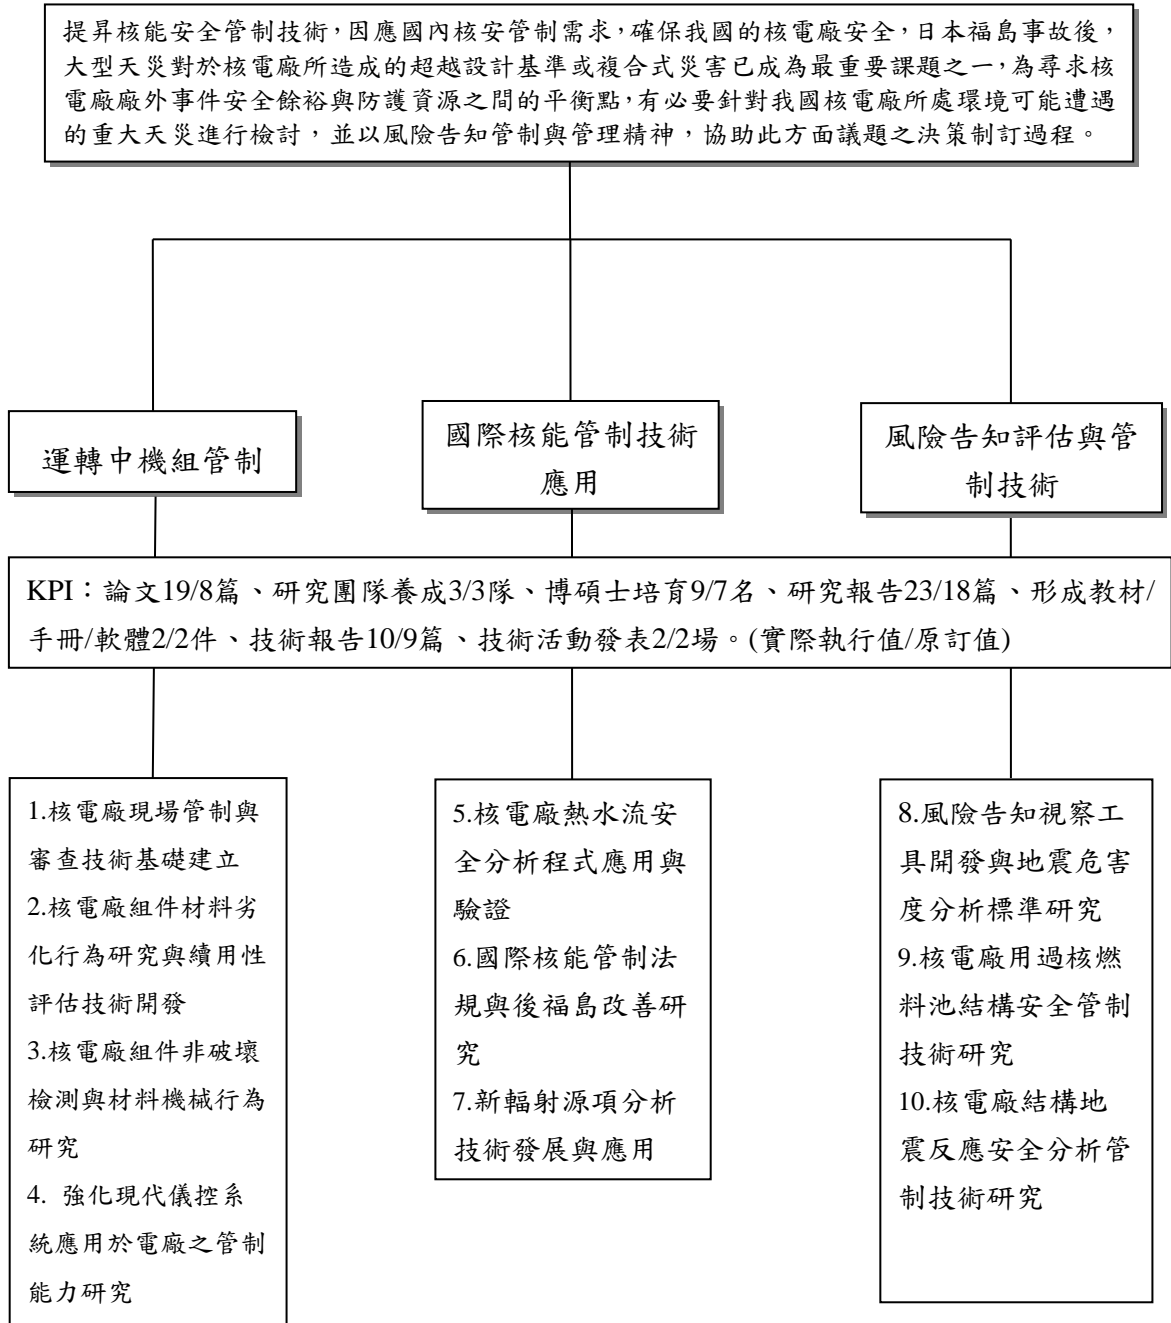 提昇核能安全管制技術，因應國內核安管制需求，確保我國的核電廠安全，日本福島事故後，
大型天災對於核電廠所造成的超越設計基準或複合式災害已成為最重要課題之一，為尋求核
電廠廠外事件安全餘裕與防護資源之間的平衡點，有必要針對我國核電廠所處環境可能遭遇
的重大天災進行檢討，並以風險告知管制與管理精神，協助此方面議題之決策制訂過程。
運轉中機組管制
國際核能管制技術
應用
風險告知評估與管
制技術
KPI：論文19/8篇、研究團隊養成3/3隊、博碩士培育9/7名、研究報告23/18篇、形成教材/
手冊/軟體2/2件、技術報告10/9篇、技術活動發表2/2場。(實際執行值/原訂值)
1.核電廠現場管制與
審查技術基礎建立
2.核電廠組件材料劣
化行為研究與續用性
評估技術開發
3.核電廠組件非破壞
檢測與材料機械行為
研究
4. 強化現代儀控系
統應用於電廠之管制
能力研究
5.核電廠熱水流安
全分析程式應用與
驗證
6.國際核能管制法
規與後福島改善研
究
7.新輻射源項分析
技術發展與應用
8.風險告知視察工
具開發與地震危害
度分析標準研究
9.核電廠用過核燃
料池結構安全管制
技術研究
10.核電廠結構地
震反應安全分析管
制技術研究